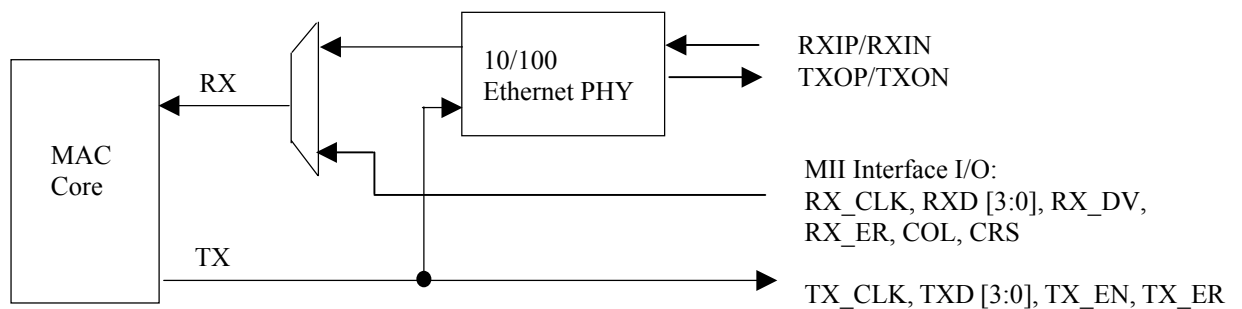 RXIP/RXIN
10/100
Ethernet PHY
TXOP/TXON
RX
MAC
Core
MII Interface I/O:
RX_CLK, RXD [3:0], RX_DV,
RX_ER, COL, CRS
TX
TX_CLK, TXD [3:0], TX_EN, TX_ER